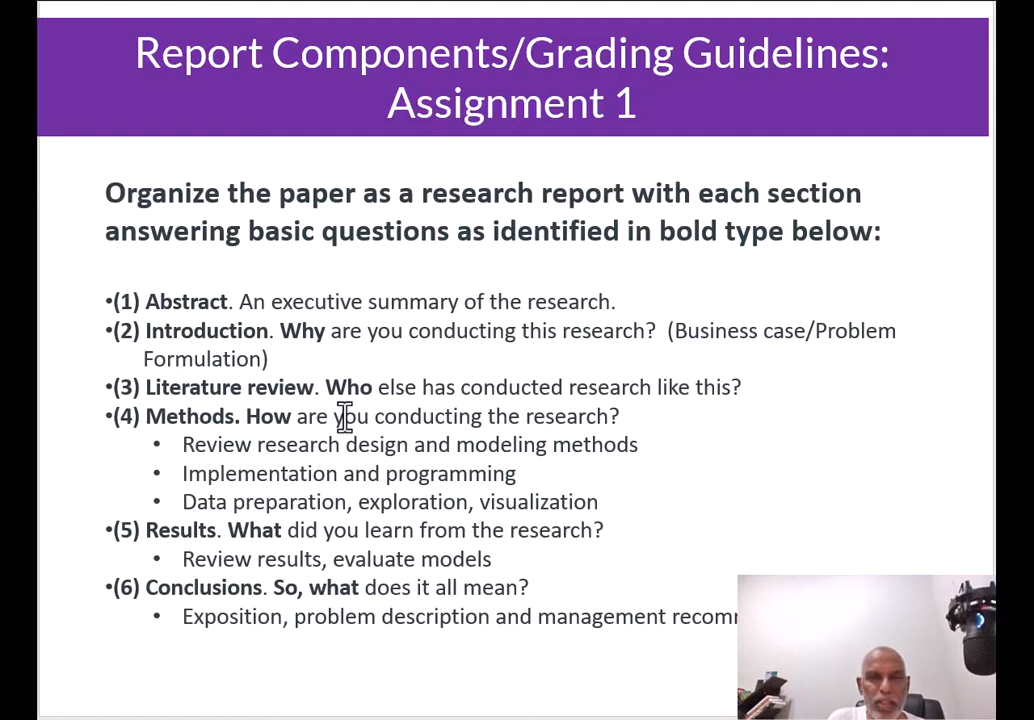 Report Components/Grading Guidelines:
Assignment 1
Organize the paper as a research report with each section
answering basic questions as identified in bold type below:
•(1) Abstract. An executive summary of the research.
•(2) Introduction. Why are you conducting this research? (Business case/Problem
Formulation)
•(3) Literature review. Who else has conducted research like this?
•(4) Methods. How are you conducting the research?
• Review research design and modeling methods
• Implementation and programming
• Data preparation, exploration, visualization
•(5) Results. What did you learn from the research?
• Review results, evaluate models
•(6) Conclusions. So, what does it all mean?
• Exposition, problem description and management